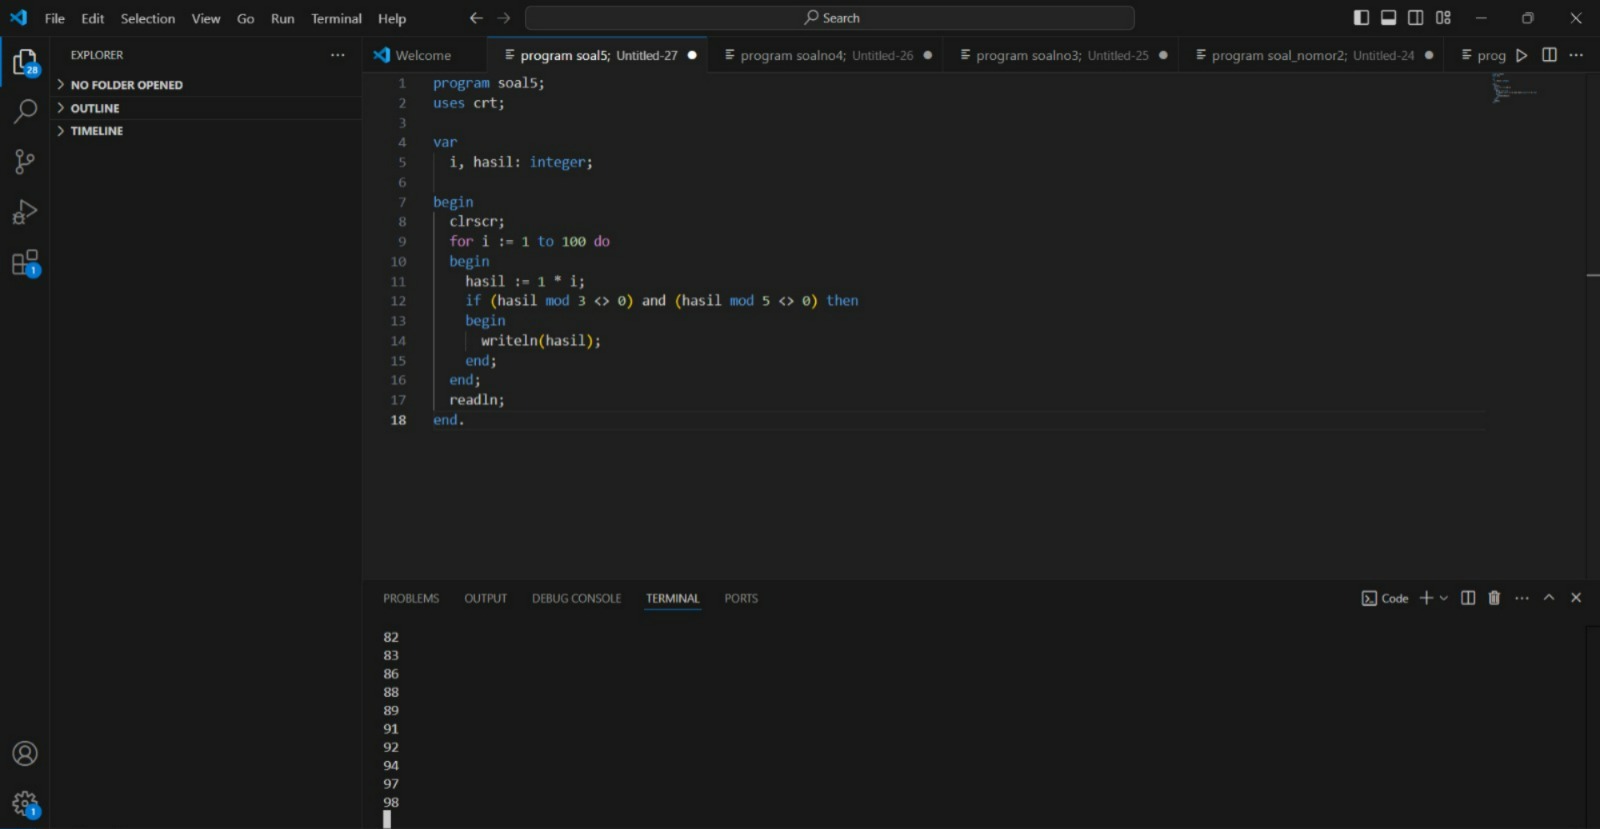 File Edit Selection View Go Run Terminal Help
Search
EXPLORER
NO FOLDER OPENED
OUTLINE
TIMELINE
28
1
1
Welcome
program soal5; Untitled-27
program soalno4; Untitled-26
program soalno3; Untitled-25
program soal_nomor2; Untitled-24
prog
1 program soal5;
2 uses crt;
3
4 var
5 i, hasil: integer;
6
7 begin
8 clrscr;
9 for i := 1 to 100 do
10 begin
11 hasil := 1 * i;
12 if (hasil mod 3 <> 0) and (hasil mod 5 <> 0) then
13 begin
14 writeln(hasil);
15 end;
16 end;
17 readln;
18 end.
PROBLEMS OUTPUT DEBUG CONSOLE TERMINAL PORTS
Code
82
83
86
88
89
91
92
94
97
98